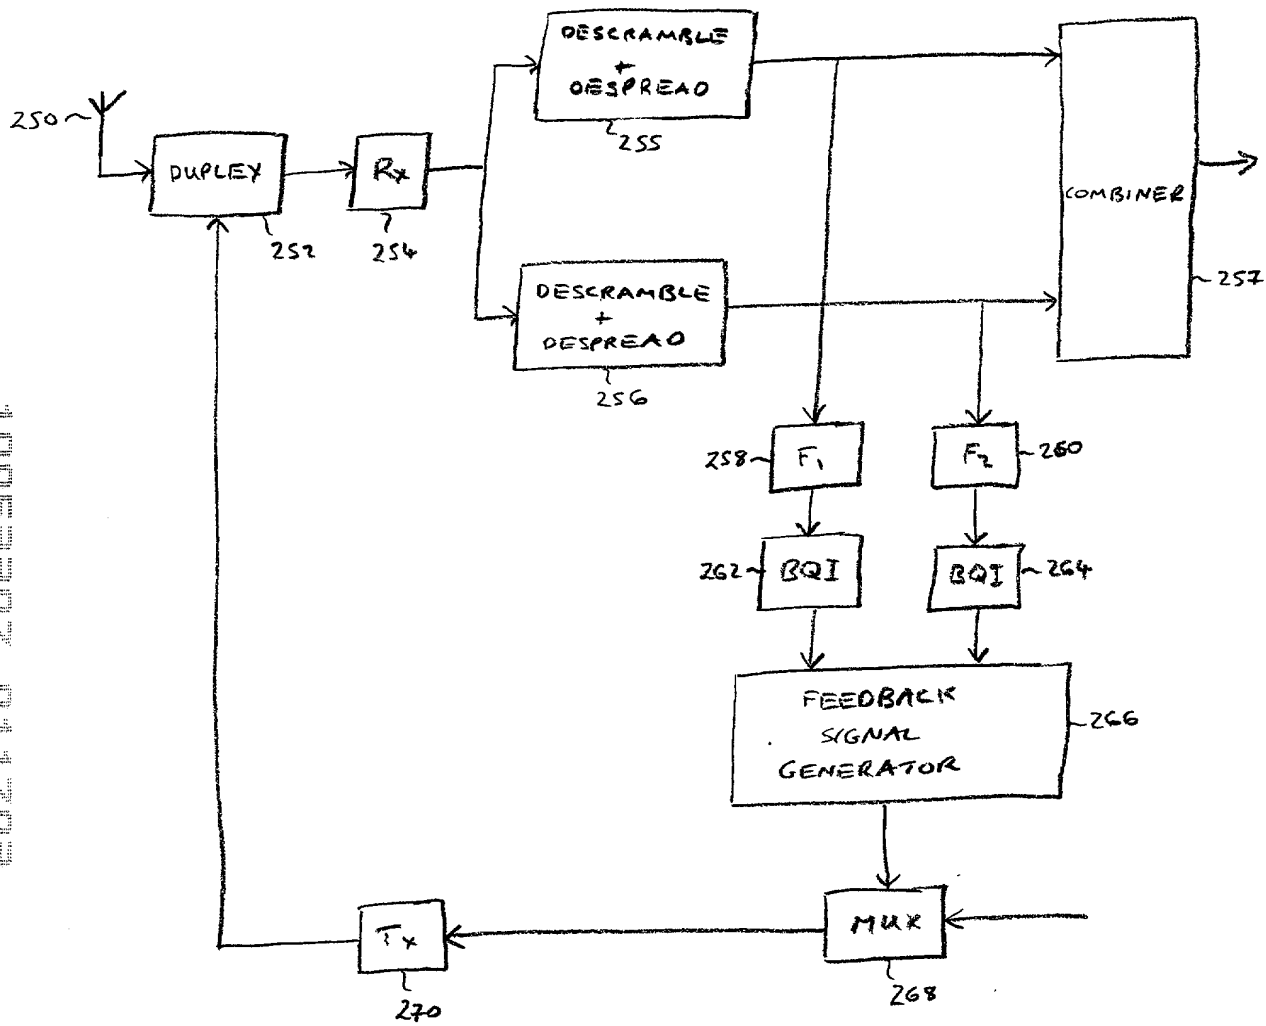 DESCRAMBLE
+
DESPREAD
255
250
DUPLEX
252
Rx
254
COMBINER
257
DESCRAMBLE
+
DESPREAD
256
258
F1
F2
260
262
BQI
BQI
264
FEEDBACK
SIGNAL
GENERATOR
266
MUX
268
Tx
270